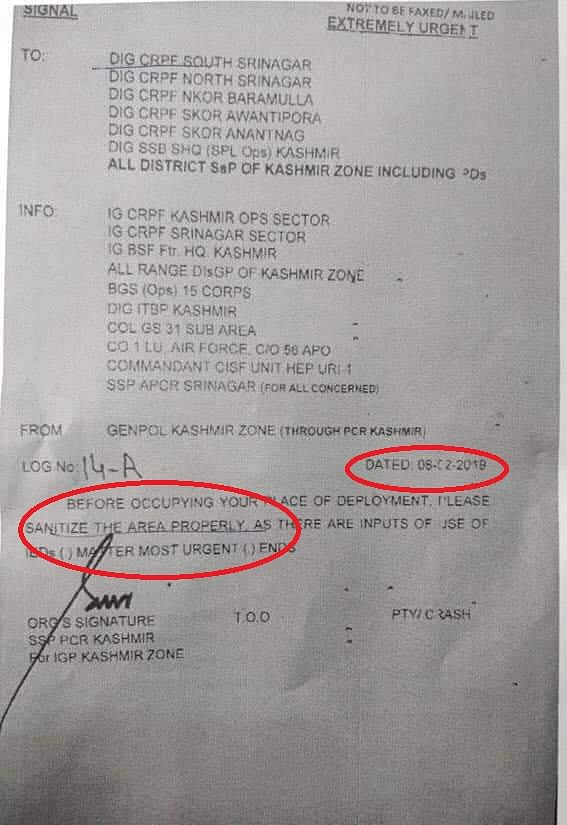 SIGNAL
NOT TO BE FAXED/ MAILED
EXTREMELY URGENT
TO: DIG CRPF SOUTH SRINAGAR
DIG CRPF NORTH SRINAGAR
DIG CRPF NKOR BARAMULLA
DIG CRPF SKOR AWANTIPORA
DIG CRPF SKOR ANANTNAG
DIG SSB SHQ (SPL Ops) KASHMIR
ALL DISTRICT SsP OF KASHMIR ZONE INCLUDING PDs
INFO: IG CRPF KASHMIR OPS SECTOR
IG CRPF SRINAGAR SECTOR
IG BSF Ftr. HQ. KASHMIR
ALL RANGE DIsGP OF KASHMIR ZONE
BGS (Ops) 15 CORPS
DIG ITBP KASHMIR
COL GS 31 SUB AREA
CO 1 LU, AIR FORCE, C/O 56 APO
COMMANDANT CISF UNIT HEP URI-1
SSP APCR SRINAGAR (FOR ALL CONCERNED)
FROM GENPOL KASHMIR ZONE (THROUGH PCR KASHMIR)
LOG No: 14-A DATED: 08-02-2019
BEFORE OCCUPYING YOUR PLACE OF DEPLOYMENT, PLEASE
SANITIZE THE AREA PROPERLY, AS THERE ARE INPUTS OF USE OF
IEDs (.) MATTER MOST URGENT (.) ENDS
ORG'S SIGNATURE T.O.O PTY/ CRASH
SSP PCR KASHMIR
For IGP KASHMIR ZONE